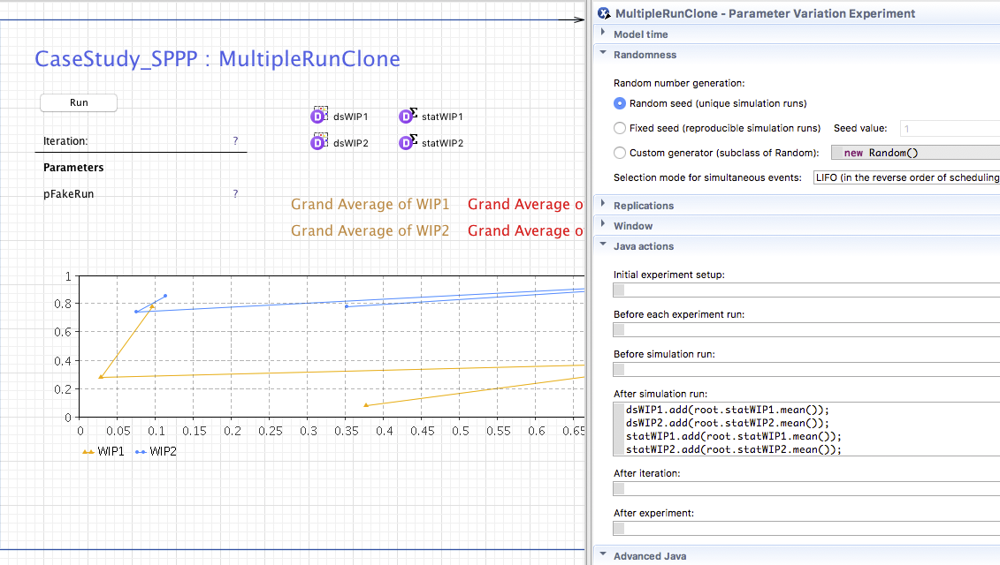 CaseStudy_SPPP : MultipleRunClone
Run
dsWIP1 statWIP1
Iteration: ?
dsWIP2 statWIP2
Parameters
pFakeRun ?
Grand Average of WIP1 Grand Average o
Grand Average of WIP2 Grand Average o
1
0.8
0.6
0.4
0.2
0
0 0.05 0.1 0.15 0.2 0.25 0.3 0.35 0.4 0.45 0.5 0.55 0.6 0.65
WIP1 WIP2
MultipleRunClone - Parameter Variation Experiment
Model time
Randomness
Random number generation:
Random seed (unique simulation runs)
Fixed seed (reproducible simulation runs) Seed value: 1
Custom generator (subclass of Random): new Random()
Selection mode for simultaneous events: LIFO (in the reverse order of scheduling
Replications
Window
Java actions
Initial experiment setup:
Before each experiment run:
Before simulation run:
After simulation run:
dsWIP1.add(root.statWIP1.mean());
dsWIP2.add(root.statWIP2.mean());
statWIP1.add(root.statWIP1.mean());
statWIP2.add(root.statWIP2.mean());
After iteration:
After experiment:
Advanced Java